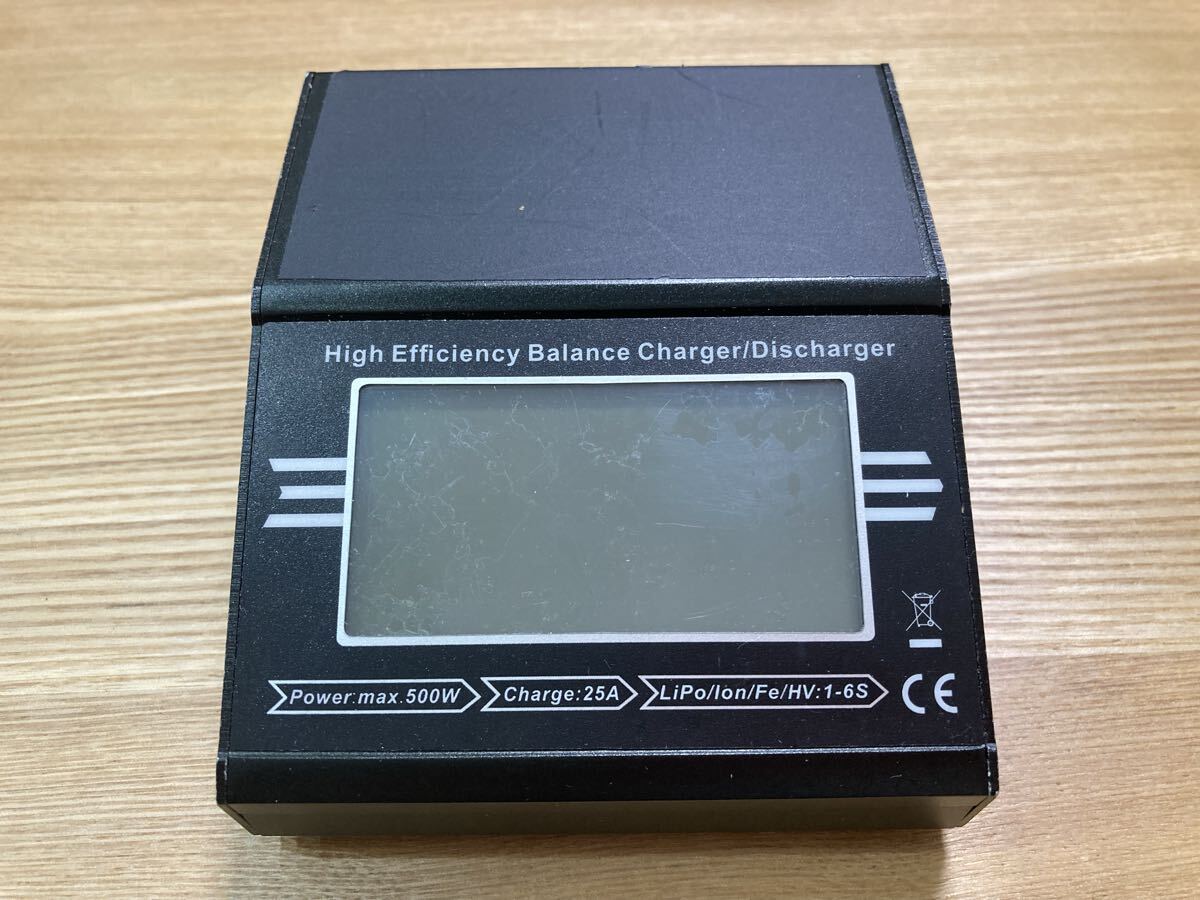 High Efficiency Balance Charger/Discharger
Power:max.500W Charge:25A LiPo/Ion/Fe/HV:1-6S CE